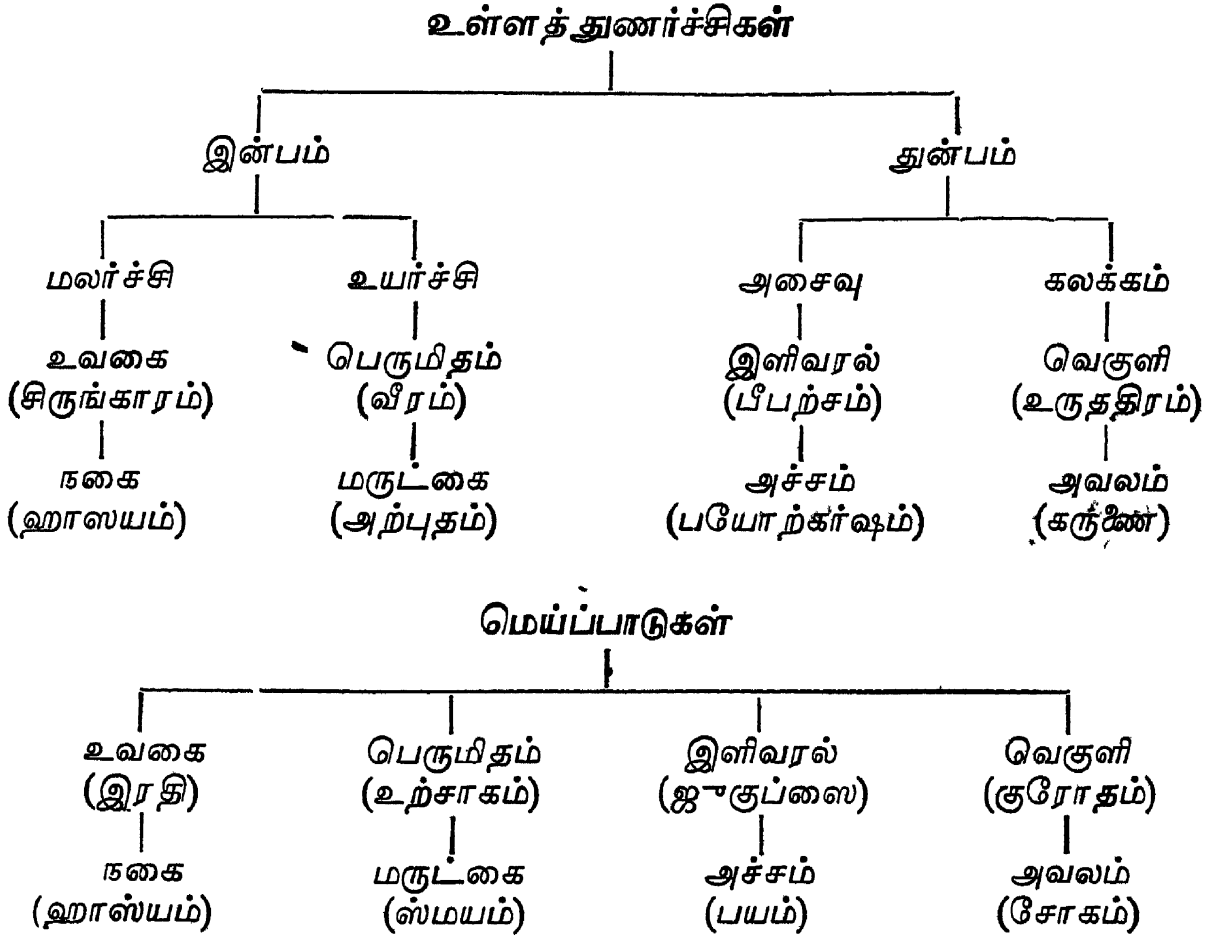 உள்ளத்துணர்ச்சிகள்
இன்பம் துன்பம்
மலர்ச்சி உயர்ச்சி அசைவு கலக்கம்
உவகை பெருமிதம் இளிவரல் வெகுளி
(சிருங்காரம்) (வீரம்) (பீபற்சம்) (உருததிரம்)
நகை மருட்கை அச்சம் அவலம்
(ஹாஸயம்) (அற்புதம்) (பயோற்கர்ஷம்) (கருணை)
மெய்ப்பாடுகள்
உவகை பெருமிதம் இளிவரல் வெகுளி
(இரதி) (உற்சாகம்) (ஜுகுப்ஸை) (குரோதம்)
நகை மருட்கை அச்சம் அவலம்
(ஹாஸ்யம்) (ஸ்மயம்) (பயம்) (சோகம்)